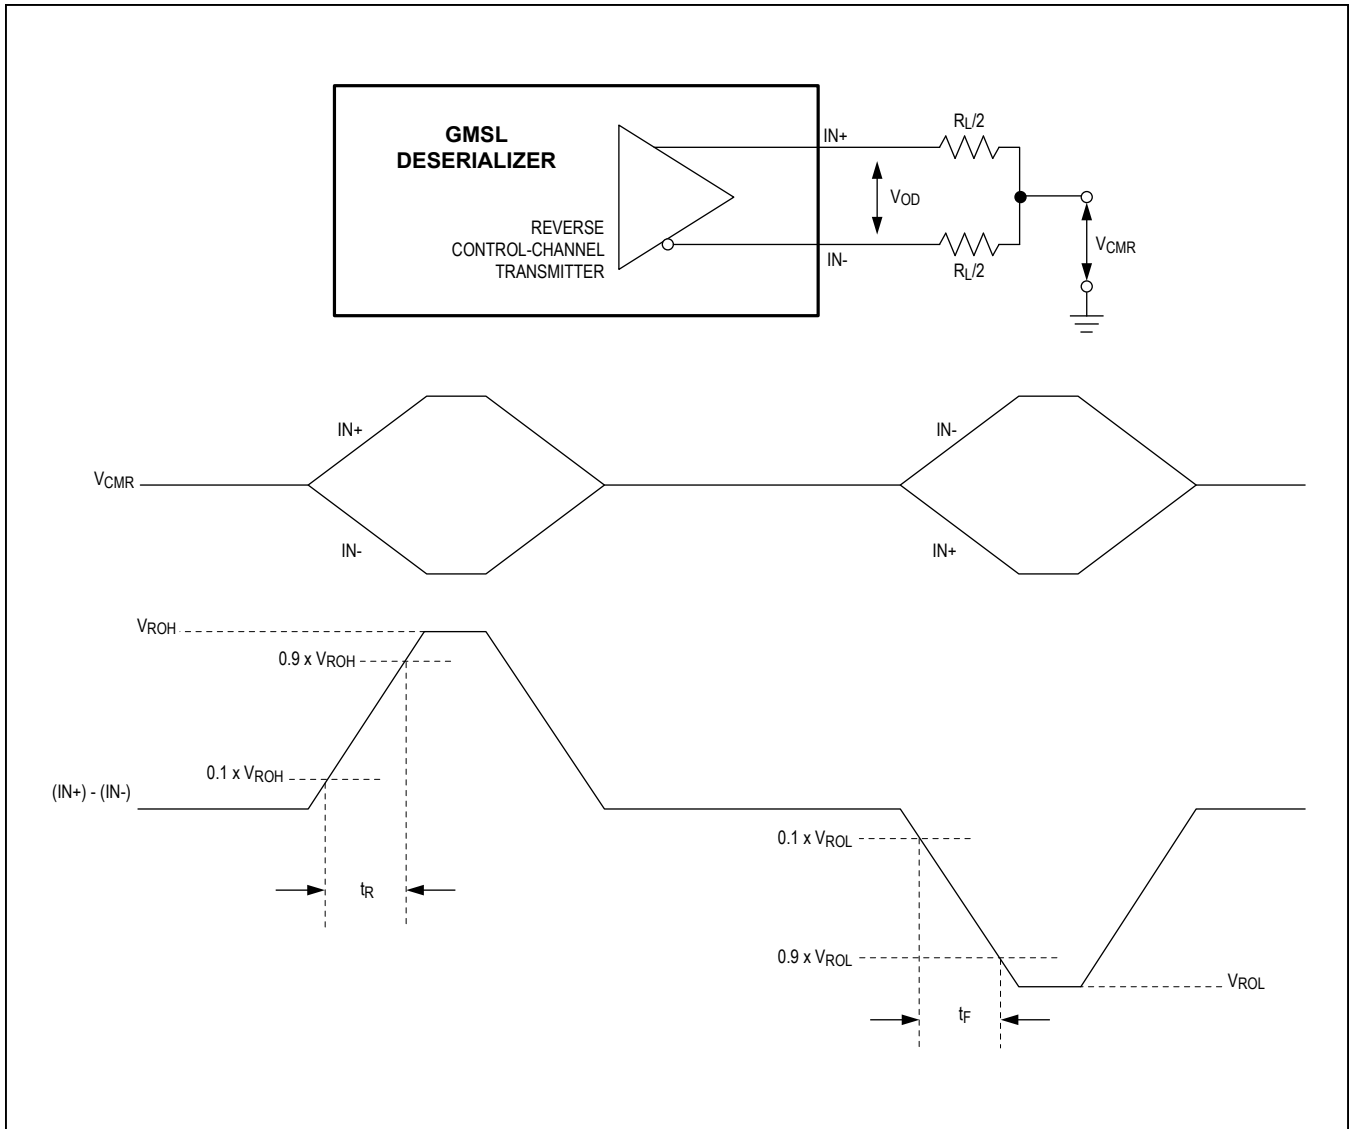 GMSL
DESERIALIZER
REVERSE
CONTROL-CHANNEL
TRANSMITTER
IN+
IN-
RL/2
VOD
RL/2
VCMR
IN+
IN-
VCMR
IN-
IN+
VROH
0.9 x VROH
0.1 x VROH
(IN+) - (IN-)
tR
0.1 x VROL
0.9 x VROL
VROL
tF